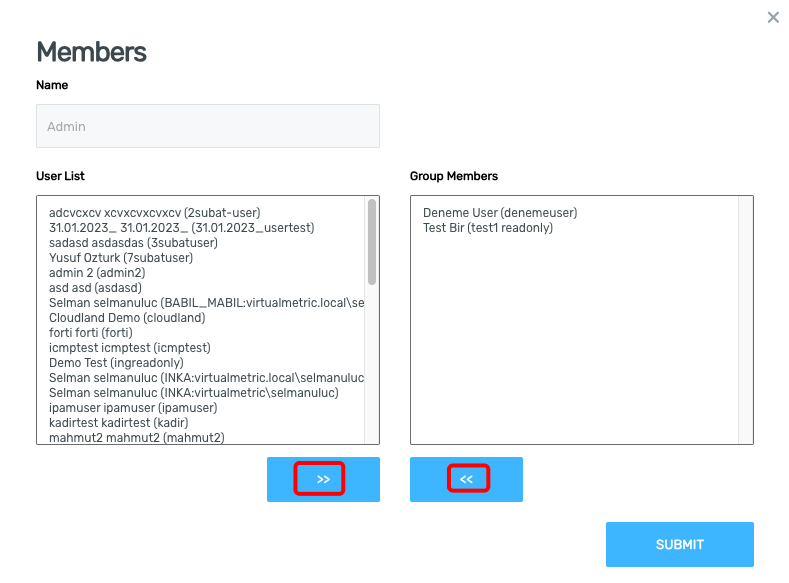 Members
Name
Admin
User List
adcvcxcv xcvxcvxcvxcv (2subat-user)
31.01.2023_ 31.01.2023_ (31.01.2023_usertest)
sadasd asdasdas (3subatuser)
Yusuf Ozturk (7subatuser)
admin 2 (admin2)
asd asd (asdasd)
Selman selmanuluc (BABIL_MABIL:virtualmetric.local\se
Cloudland Demo (cloudland)
forti forti (forti)
icmptest icmptest (icmptest)
Demo Test (ingreadonly)
Selman selmanuluc (INKA:virtualmetric.local\selmanuluc
Selman selmanuluc (INKA:virtualmetric\selmanuluc)
ipamuser ipamuser (ipamuser)
kadirtest kadirtest (kadir)
mahmut2 mahmut2 (mahmut2)
>>
Group Members
Deneme User (denemeuser)
Test Bir (test1 readonly)
<<
SUBMIT